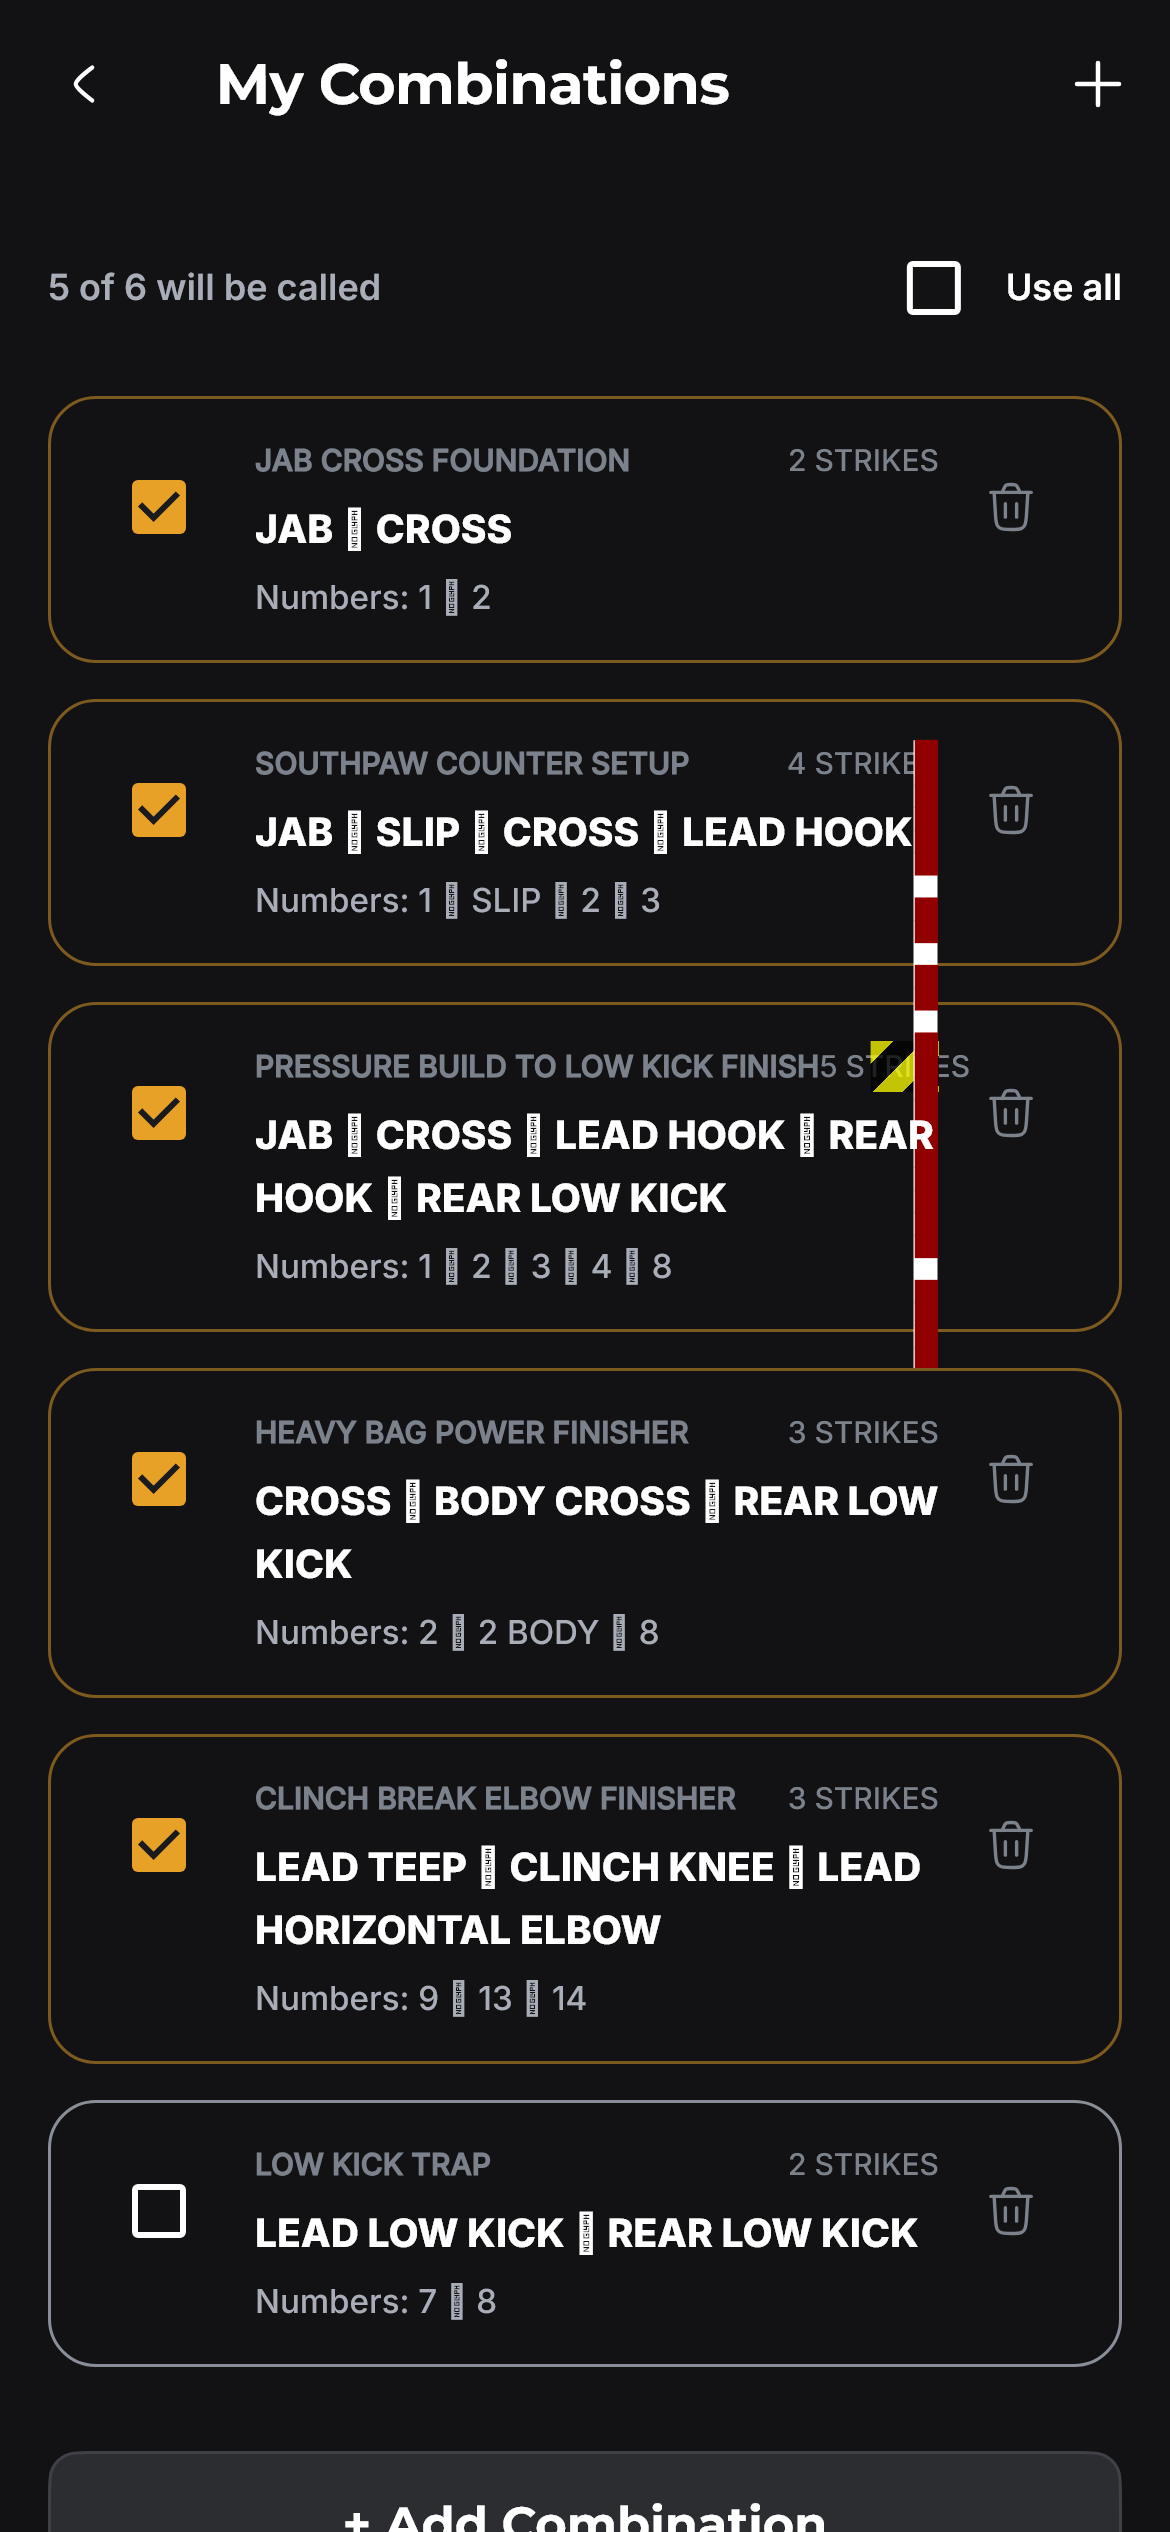 My Combinations
5 of 6 will be called
Use all
JAB CROSS FOUNDATION 2 STRIKES
JAB CROSS
Numbers: 1 2
SOUTHPAW COUNTER SETUP 4 STRIKE
JAB SLIP CROSS LEAD HOOK
Numbers: 1 SLIP 2 3
PRESSURE BUILD TO LOW KICK FINISH 5 STRIKES
JAB CROSS LEAD HOOK REAR
HOOK REAR LOW KICK
Numbers: 1 2 3 4 8
HEAVY BAG POWER FINISHER 3 STRIKES
CROSS BODY CROSS REAR LOW
KICK
Numbers: 2 2 BODY 8
CLINCH BREAK ELBOW FINISHER 3 STRIKES
LEAD TEEP CLINCH KNEE LEAD
HORIZONTAL ELBOW
Numbers: 9 13 14
LOW KICK TRAP 2 STRIKES
LEAD LOW KICK REAR LOW KICK
Numbers: 7 8
+ Add Combination